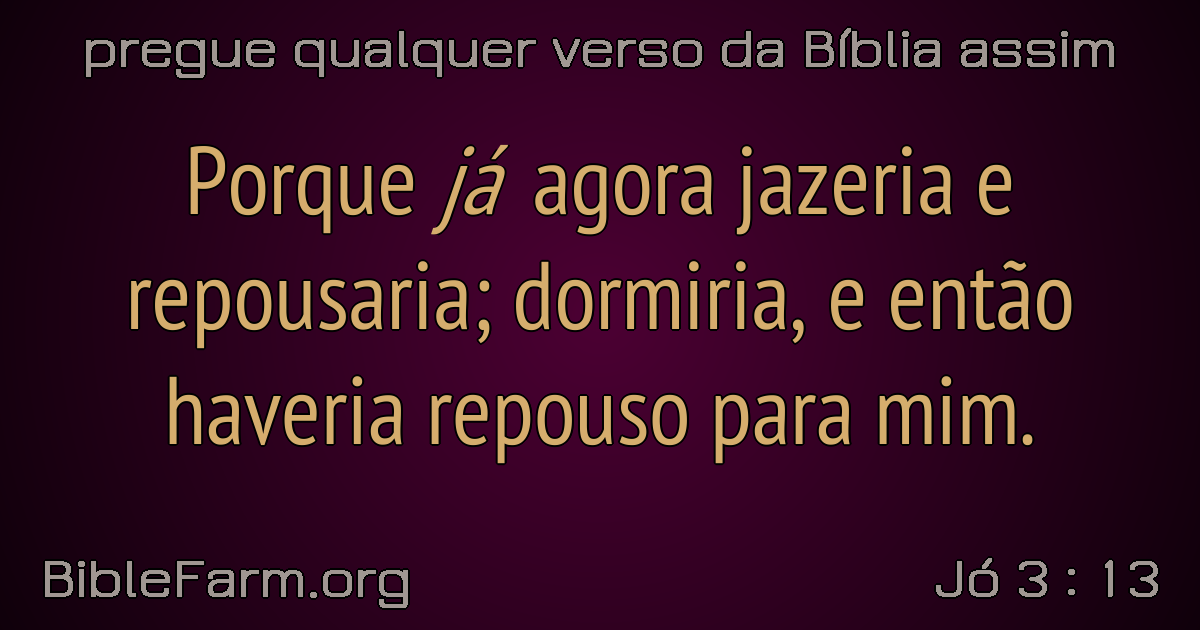 pregue qualquer verso da Bíblia assim
Porque já agora jazeria e
repousaria; dormiria, e então
haveria repouso para mim.
BibleFarm.org
Jó 3 : 13